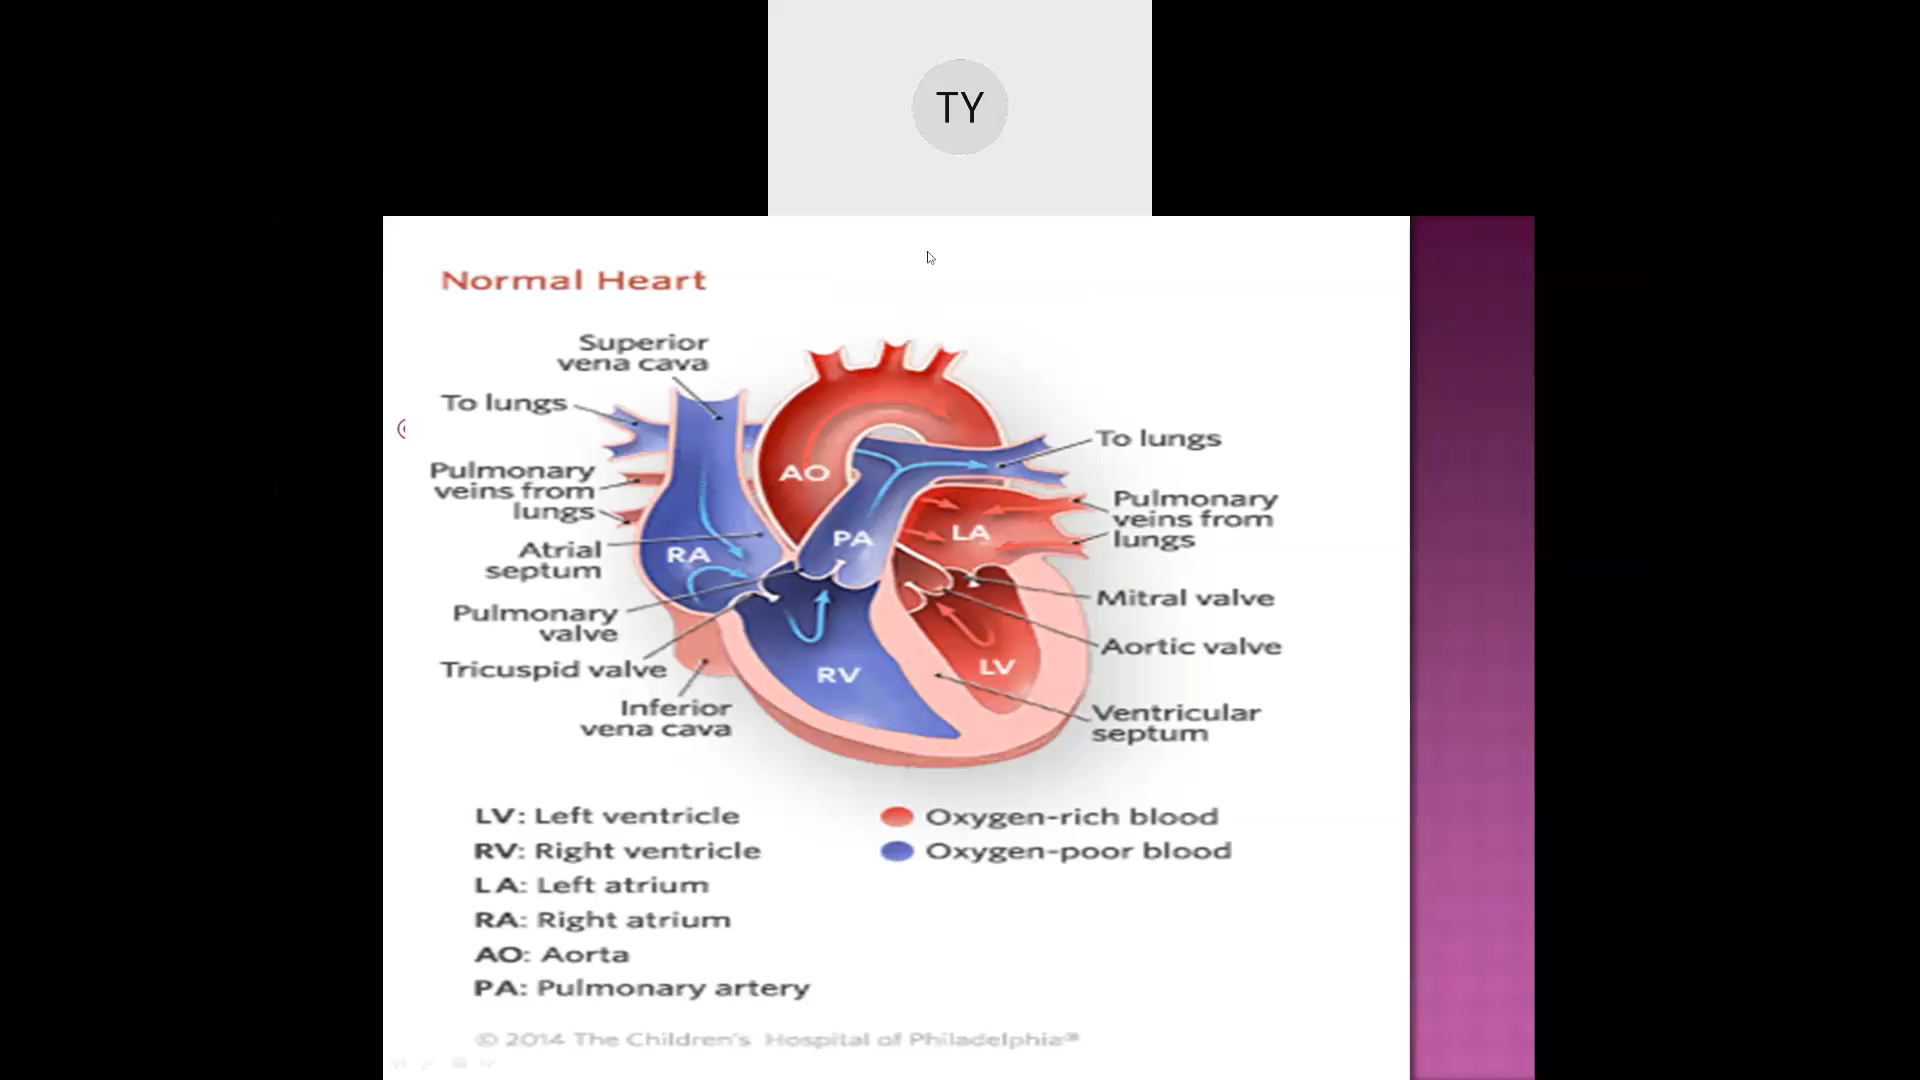 TY
Normal Heart
Superior
vena cava
To lungs
Pulmonary
veins from
lungs
Atrial
septum
Pulmonary
valve
Tricuspid valve
Inferior
vena cava
AO
PA
LA
RA
RV
LV
To lungs
Pulmonary
veins from
lungs
Mitral valve
Aortic valve
Ventricular
septum
LV: Left ventricle
RV: Right ventricle
LA: Left atrium
RA: Right atrium
AO: Aorta
PA: Pulmonary artery
Oxygen-rich blood
Oxygen-poor blood
© 2014 The Children's Hospital of Philadelphia®